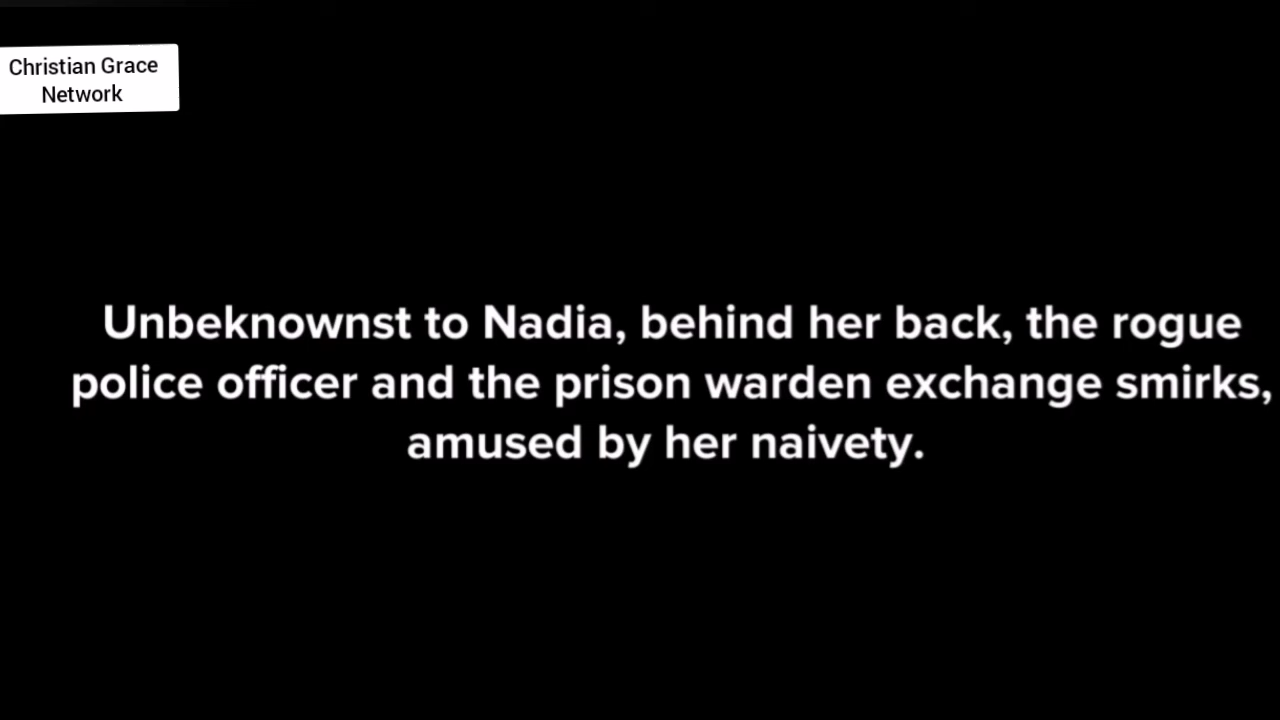 Christian Grace
Network
Unbeknownst to Nadia, behind her back, the rogue
police officer and the prison warden exchange smirks,
amused by her naivety.